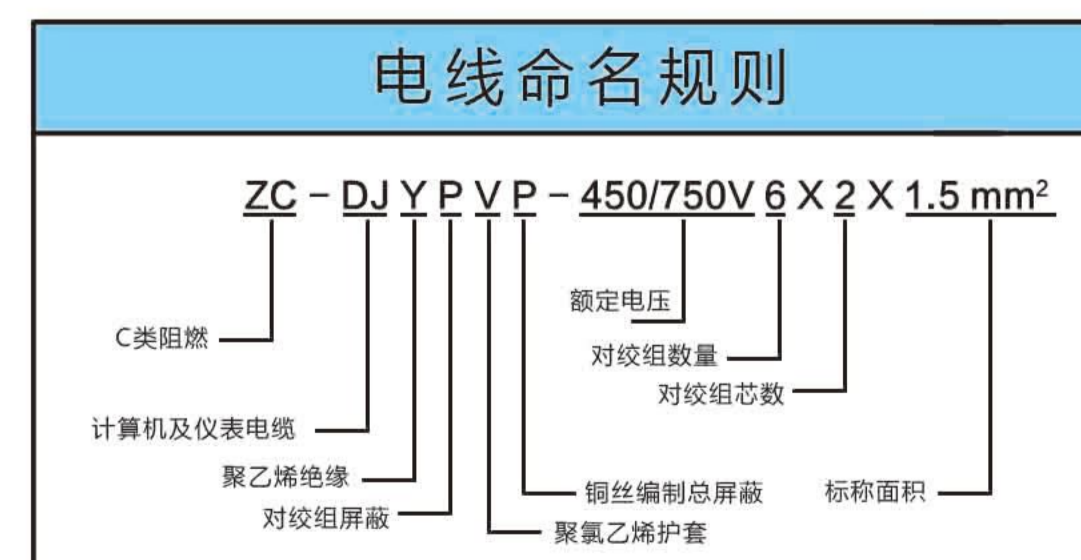 电线命名规则
ZC – DJ Y P V P – 450/750V 6 X 2 X 1.5 mm²
额定电压
C类阻燃
对绞组数量
对绞组芯数
计算机及仪表电缆
聚乙烯绝缘
铜丝编制总屏蔽
标称面积
对绞组屏蔽
聚氯乙烯护套